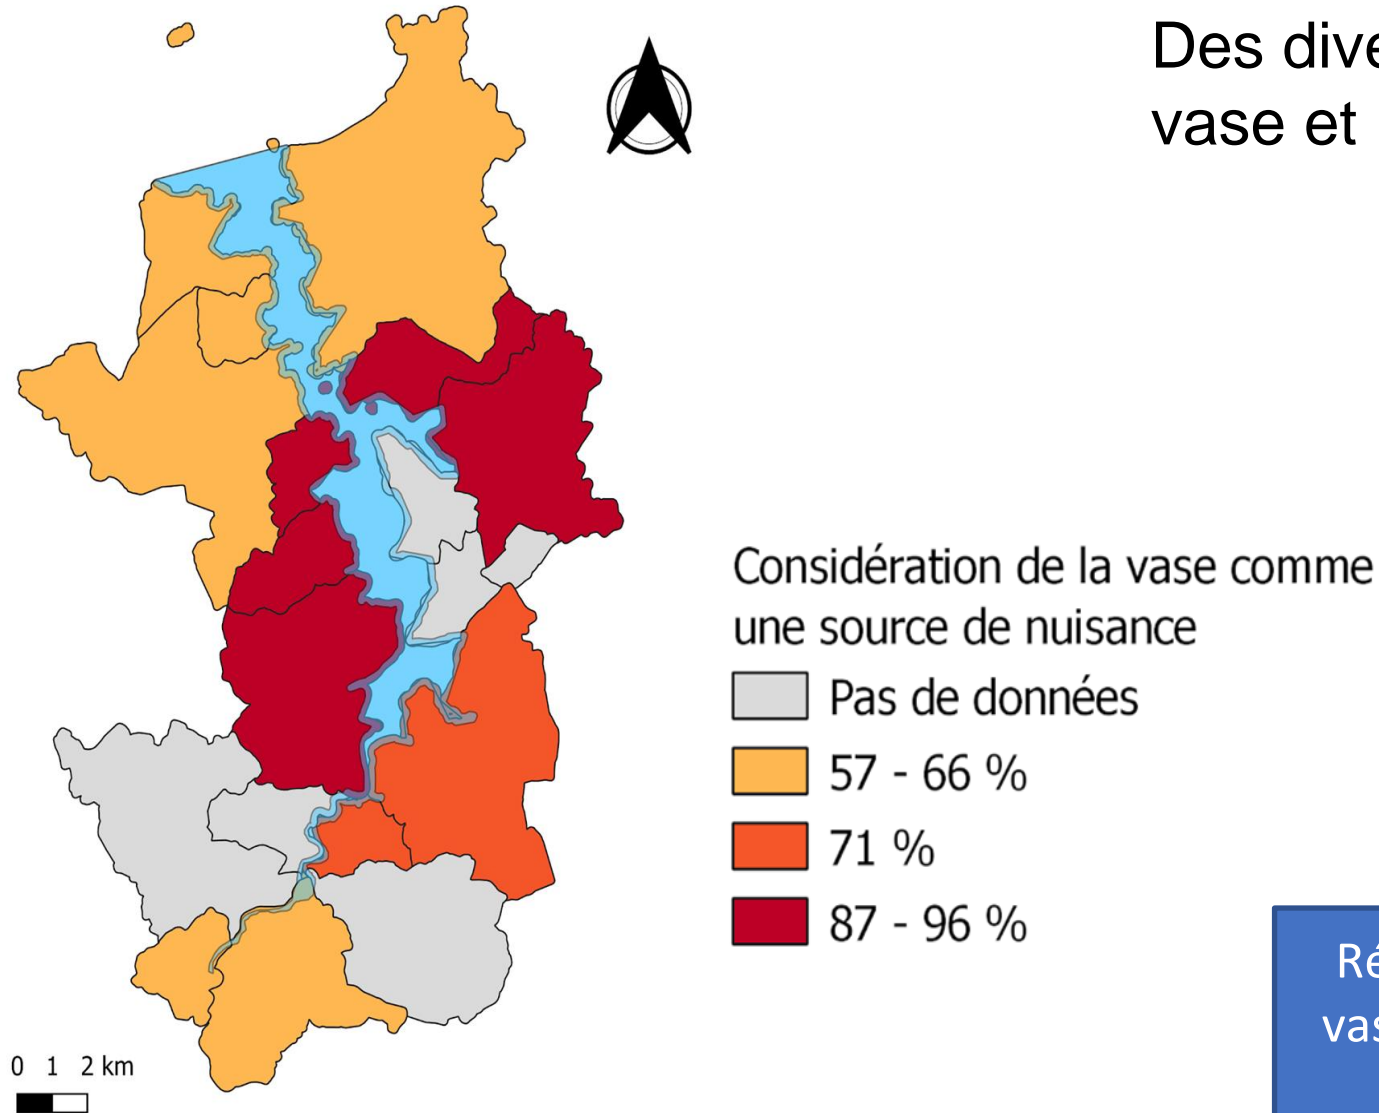 Des
vase et
Considération de la vase comme
une source de nuisance
Pas de données
57 - 66 %
71 %
87 - 96 %
0 1 2 km